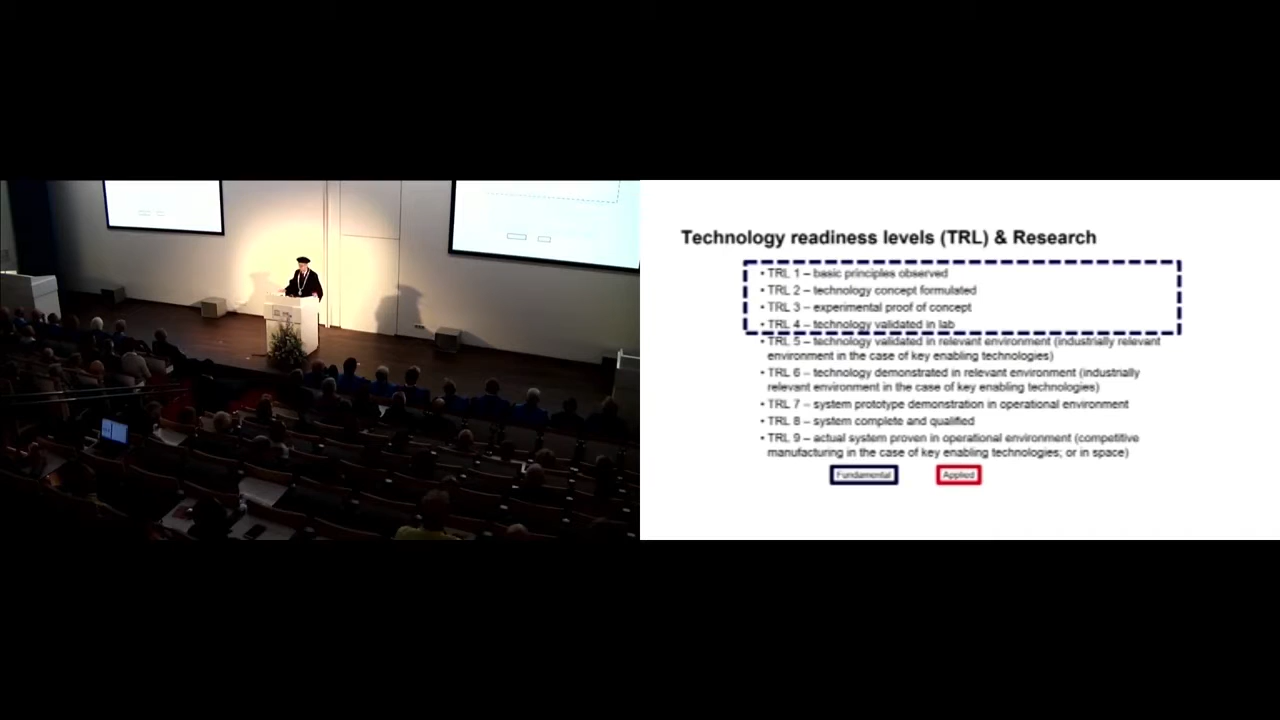 Technology readiness levels (TRL) & Research
• TRL 1 – basic principles observed
• TRL 2 – technology concept formulated
• TRL 3 – experimental proof of concept
• TRL 4 – technology validated in lab
• TRL 5 – technology validated in relevant environment (industrially relevant
environment in the case of key enabling technologies)
• TRL 6 – technology demonstrated in relevant environment (industrially
relevant environment in the case of key enabling technologies)
• TRL 7 – system prototype demonstration in operational environment
• TRL 8 – system complete and qualified
• TRL 9 – actual system proven in operational environment (competitive
manufacturing in the case of key enabling technologies; or in space)
Fundamental
Applied